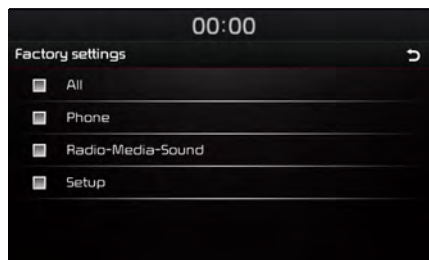 00:00
Factory settings
All
Phone
Radio-Media-Sound
Setup